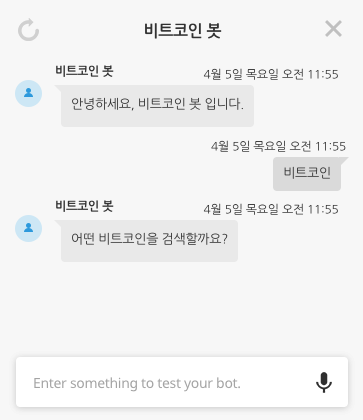 비트코인 봇
비트코인 봇 4월 5일 목요일 오전 11:55
안녕하세요, 비트코인 봇 입니다.
4월 5일 목요일 오전 11:55
비트코인
비트코인 봇 4월 5일 목요일 오전 11:55
어떤 비트코인을 검색할까요?
Enter something to test your bot.